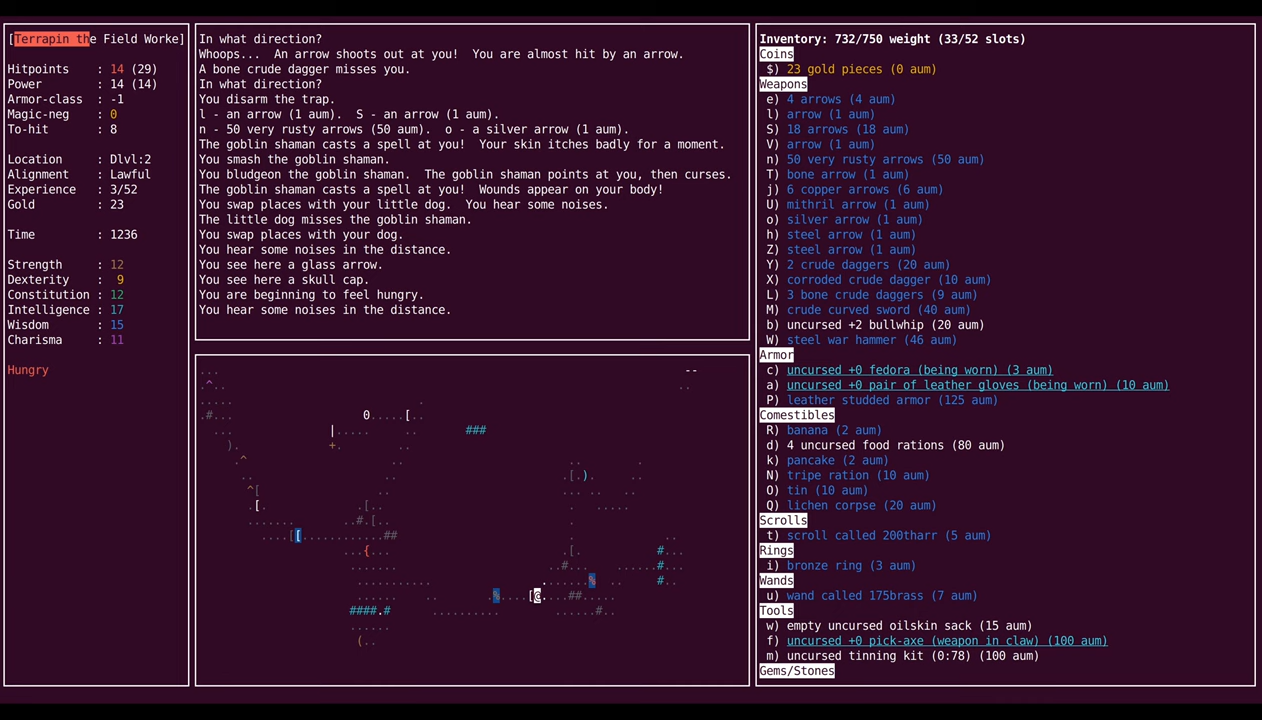 [Terrapin the Field Worke]
Hitpoints : 14 (29)
Power : 14 (14)
Armor-class : -1
Magic-neg : 0
To-hit : 8
Location : Dlvl:2
Alignment : Lawful
Experience : 3/52
Gold : 23
Time : 1236
Strength : 12
Dexterity : 9
Constitution : 12
Intelligence : 17
Wisdom : 15
Charisma : 11
Hungry
In what direction?
Whoops... An arrow shoots out at you! You are almost hit by an arrow.
A bone crude dagger misses you.
In what direction?
You disarm the trap.
l - an arrow (1 aum). S - an arrow (1 aum).
n - 50 very rusty arrows (50 aum). o - a silver arrow (1 aum).
The goblin shaman casts a spell at you! Your skin itches badly for a moment.
You smash the goblin shaman.
You bludgeon the goblin shaman. The goblin shaman points at you, then curses.
The goblin shaman casts a spell at you! Wounds appear on your body!
You swap places with your little dog. You hear some noises.
The little dog misses the goblin shaman.
You swap places with your dog.
You hear some noises in the distance.
You see here a glass arrow.
You see here a skull cap.
You are beginning to feel hungry.
You hear some noises in the distance.
Inventory: 732/750 weight (33/52 slots)
Coins
$) 23 gold pieces (0 aum)
Weapons
e) 4 arrows (4 aum)
l) arrow (1 aum)
S) 18 arrows (18 aum)
V) arrow (1 aum)
n) 50 very rusty arrows (50 aum)
T) bone arrow (1 aum)
j) 6 copper arrows (6 aum)
U) mithril arrow (1 aum)
o) silver arrow (1 aum)
h) steel arrow (1 aum)
Z) steel arrow (1 aum)
Y) 2 crude daggers (20 aum)
X) corroded crude dagger (10 aum)
L) 3 bone crude daggers (9 aum)
M) crude curved sword (40 aum)
b) uncursed +2 bullwhip (20 aum)
W) steel war hammer (46 aum)
Armor
c) uncursed +0 fedora (being worn) (3 aum)
a) uncursed +0 pair of leather gloves (being worn) (10 aum)
P) leather studded armor (125 aum)
Comestibles
R) banana (2 aum)
d) 4 uncursed food rations (80 aum)
k) pancake (2 aum)
N) tripe ration (10 aum)
O) tin (10 aum)
Q) lichen corpse (20 aum)
Scrolls
t) scroll called 200tharr (5 aum)
Rings
i) bronze ring (3 aum)
Wands
u) wand called 175brass (7 aum)
Tools
w) empty uncursed oilskin sack (15 aum)
f) uncursed +0 pick-axe (weapon in claw) (100 aum)
m) uncursed tinning kit (0:78) (100 aum)
Gems/Stones